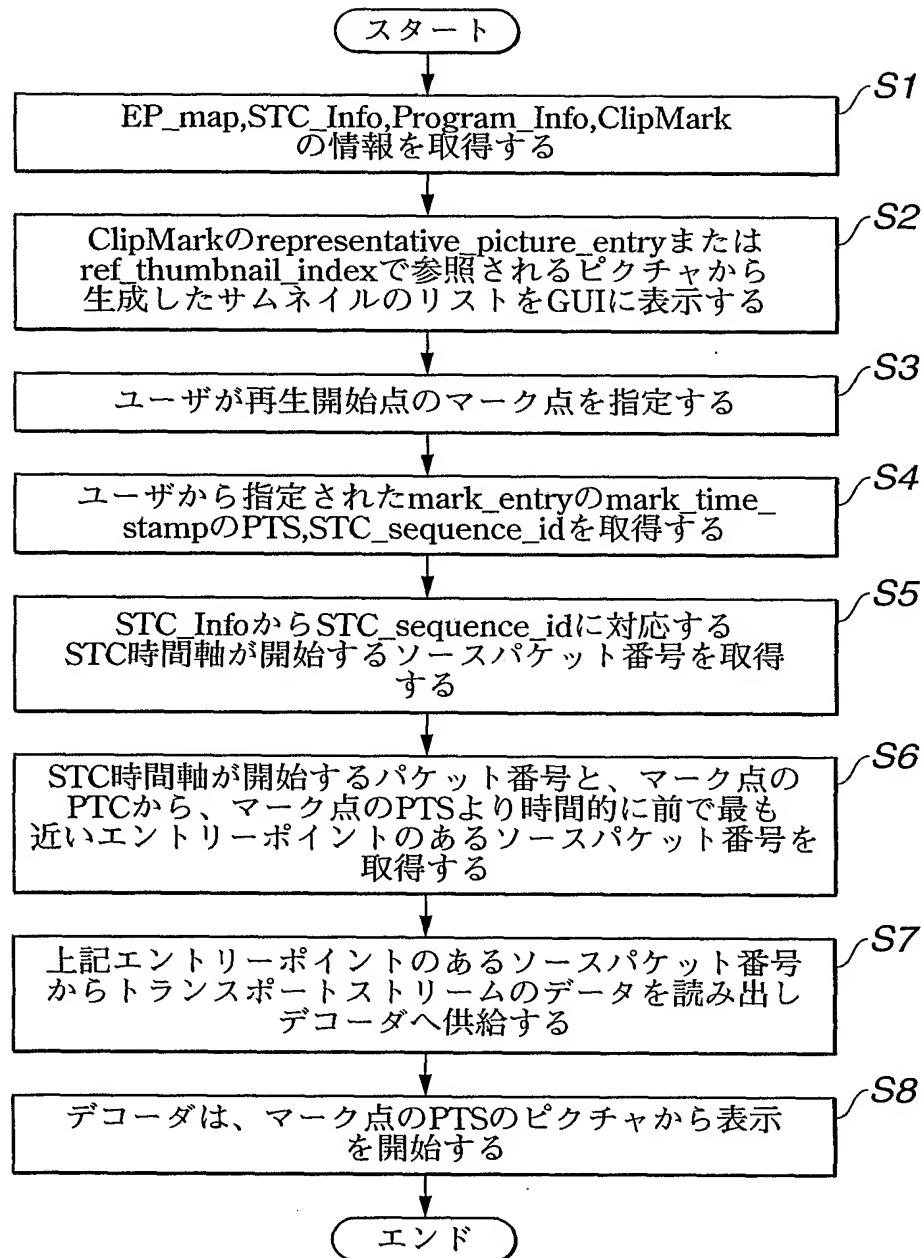 スタート
S1
EP_map,STC_Info,Program_Info,ClipMark
の情報を取得する
S2
ClipMarkのrepresentative_picture_entryまたは
ref_thumbnail_indexで参照されるピクチャから
生成したサムネイルのリストをGUIに表示する
S3
ユーザが再生開始点のマーク点を指定する
S4
ユーザから指定されたmark_entryのmark_time_
stampのPTS,STC_sequence_idを取得する
S5
STC_InfoからSTC_sequence_idに対応する
STC時間軸が開始するソースパケット番号を取得
する
S6
STC時間軸が開始するパケット番号と、マーク点の
PTCから、マーク点のPTSより時間的に前で最も
近いエントリーポイントのあるソースパケット番号を
取得する
S7
上記エントリーポイントのあるソースパケット番号
からトランスポートストリームのデータを読み出し
デコーダへ供給する
S8
デコーダは、マーク点のPTSのピクチャから表示
を開始する
エンド